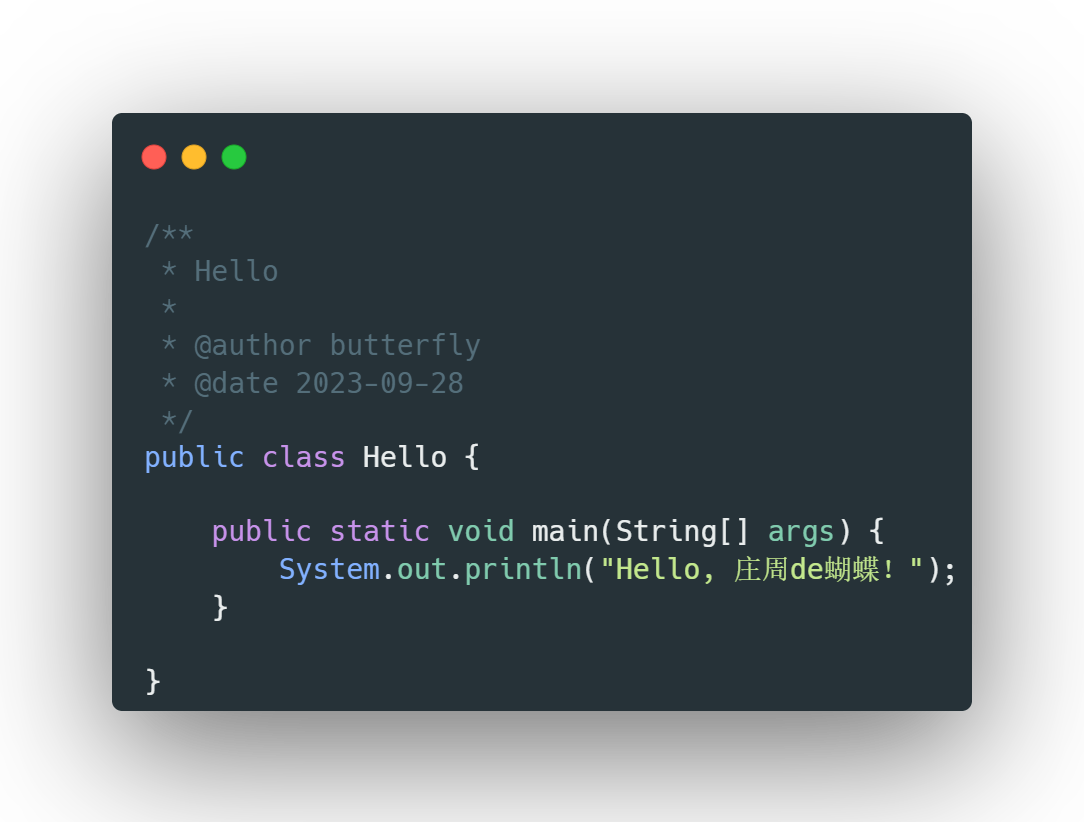 /**
 * Hello
 *
 * @author butterfly
 * @date 2023-09-28
 */
public class Hello {

    public static void main(String[] args) {
        System.out.println("Hello, 庄周de蝴蝶! ");
    }

}